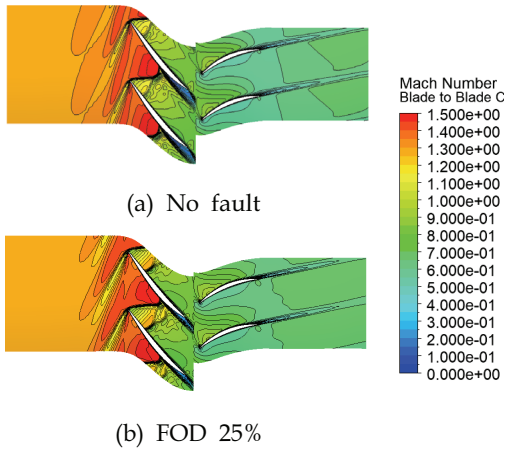 Mach Number
Blade to Blade C
1.500e+00
1.400e+00
1.300e+00
1.200e+00
1.100e+00
1.000e+00
9.000e-01
8.000e-01
7.000e-01
6.000e-01
5.000e-01
4.000e-01
3.000e-01
2.000e-01
1.000e-01
0.000e+00
(a) No fault
(b) FOD 25%